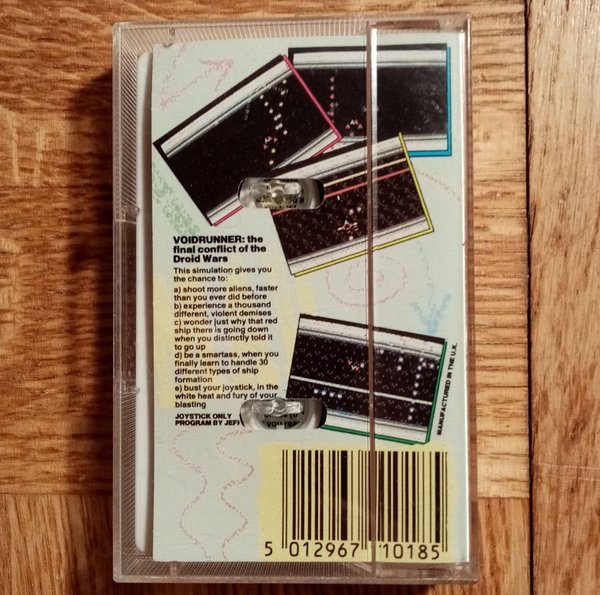 VOIDRUNNER: the
final conflict of the
Droid Wars
This simulation gives you
the chance to:
a) shoot more aliens, faster
than you ever did before
b) experience a thousand
different, violent demises
c) wonder just why that red
ship there is going down
when you distinctly told it
to go up
d) be a smartass, when you
finally learn to handle 30
different types of ship
formation
e) bust your joystick, in the
white heat and fury of your
blasting
JOYSTICK ONLY
PROGRAM BY JEFF
MANUFACTURED IN THE U.K.
5 012967 101857